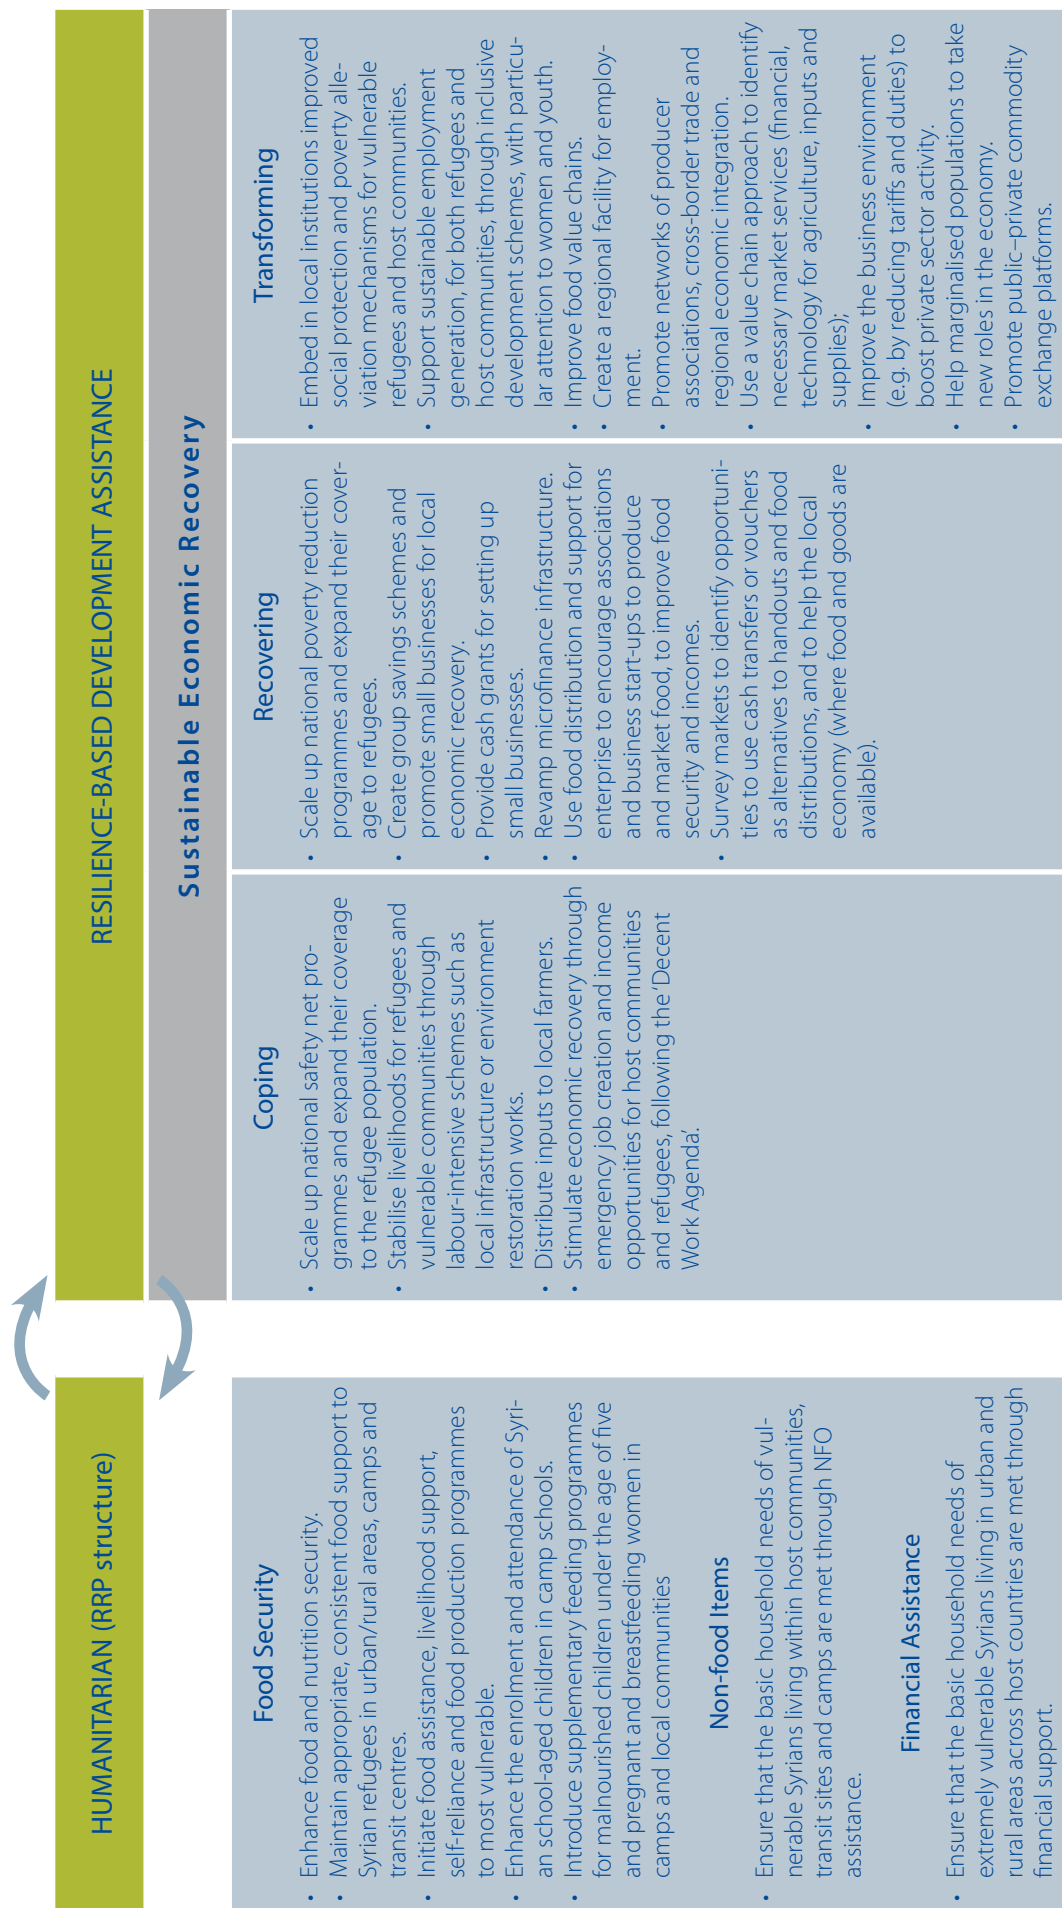 HUMANITARIAN (RRP structure)
Food Security
• Enhance food and nutrition security.
• Maintain appropriate, consistent food support to
Syrian refugees in urban/rural areas, camps and
transit centres.
• Initiate food assistance, livelihood support,
self-reliance and food production programmes
to most vulnerable.
• Enhance the enrolment and attendance of Syri-
an school-aged children in camp schools.
• Introduce supplementary feeding programmes
for malnourished children under the age of five
and pregnant and breastfeeding women in
camps and local communities
Non-food Items
• Ensure that the basic household needs of vul-
nerable Syrians living within host communities,
transit sites and camps are met through NFO
assistance.
Financial Assistance
• Ensure that the basic household needs of
extremely vulnerable Syrians living in urban and
rural areas across host countries are met through
financial support.
RESILIENCE-BASED DEVELOPMENT ASSISTANCE
Sustainable Economic Recovery
Coping
• Scale up national safety net pro-
grammes and expand their coverage
to the refugee population.
• Stabilise livelihoods for refugees and
vulnerable communities through
labour-intensive schemes such as
local infrastructure or environment
restoration works.
• Distribute inputs to local farmers.
• Stimulate economic recovery through
emergency job creation and income
opportunities for host communities
and refugees, following the ‘Decent
Work Agenda’.
Recovering
• Scale up national poverty reduction
programmes and expand their cover-
age to refugees.
• Create group savings schemes and
promote small businesses for local
economic recovery.
• Provide cash grants for setting up
small businesses.
• Revamp microfinance infrastructure.
• Use food distribution and support for
enterprise to encourage associations
and business start-ups to produce
and market food, to improve food
security and incomes.
• Survey markets to identify opportuni-
ties to use cash transfers or vouchers
as alternatives to handouts and food
distributions, and to help the local
economy (where food and goods are
available).
Transforming
• Embed in local institutions improved
social protection and poverty alle-
viation mechanisms for vulnerable
refugees and host communities.
• Support sustainable employment
generation, for both refugees and
host communities, through inclusive
development schemes, with particu-
lar attention to women and youth.
• Improve food value chains.
• Create a regional facility for employ-
ment.
• Promote networks of producer
associations, cross-border trade and
regional economic integration.
• Use a value chain approach to identify
necessary market services (financial,
technology for agriculture, inputs and
supplies);
• Improve the business environment
(e.g. by reducing tariffs and duties) to
boost private sector activity.
• Help marginalised populations to take
new roles in the economy.
• Promote public–private commodity
exchange platforms.